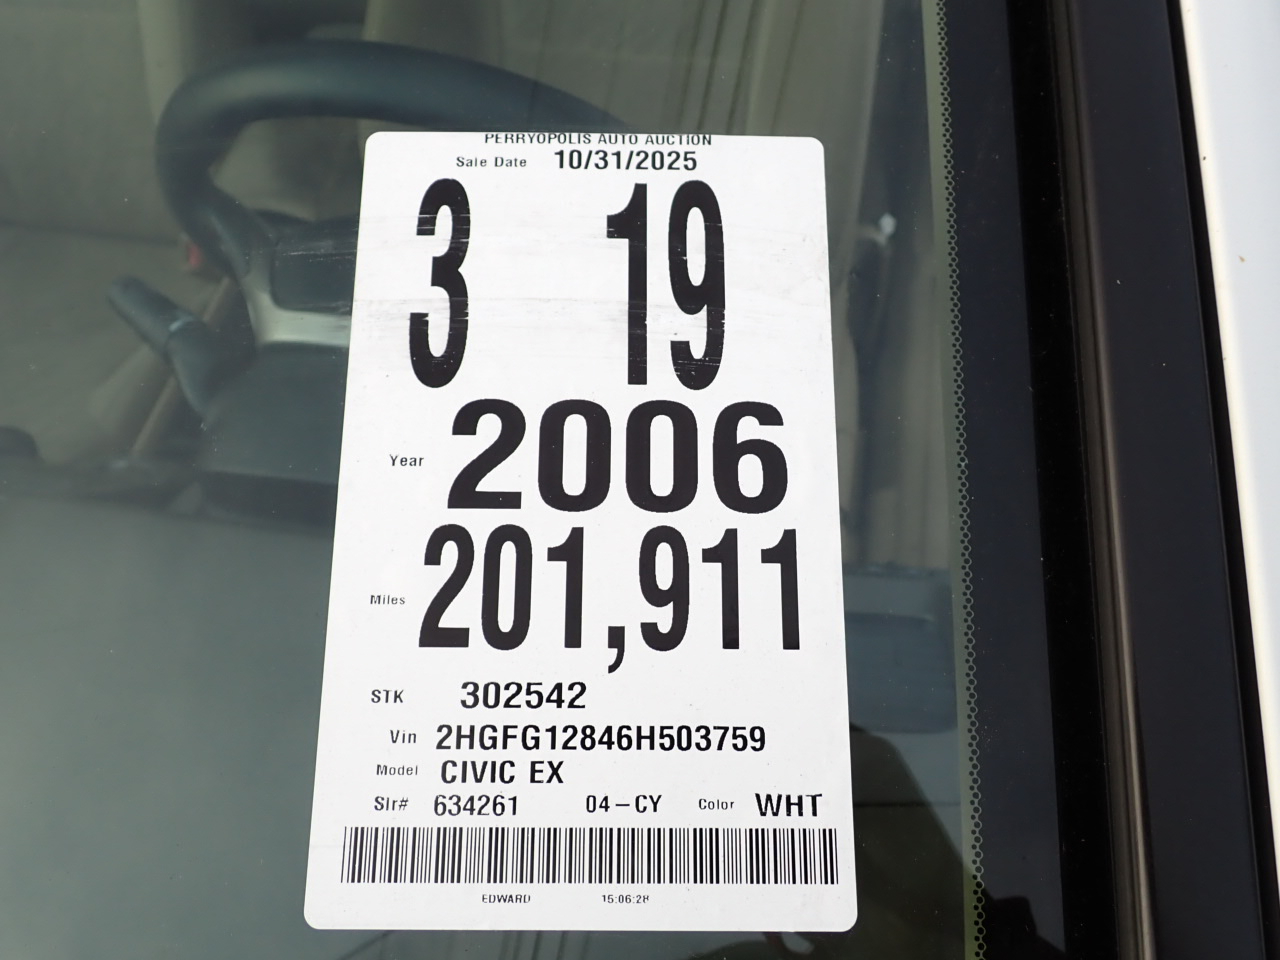 PERRYOPOLIS AUTO AUCTION
Sale Date 10/31/2025
3 19
Year 2006
Miles 201,911
STK 302542
Vin 2HGFG12846H503759
Model CIVIC EX
Slr# 634261 04-CY Color WHT
EDWARD 15:06:28